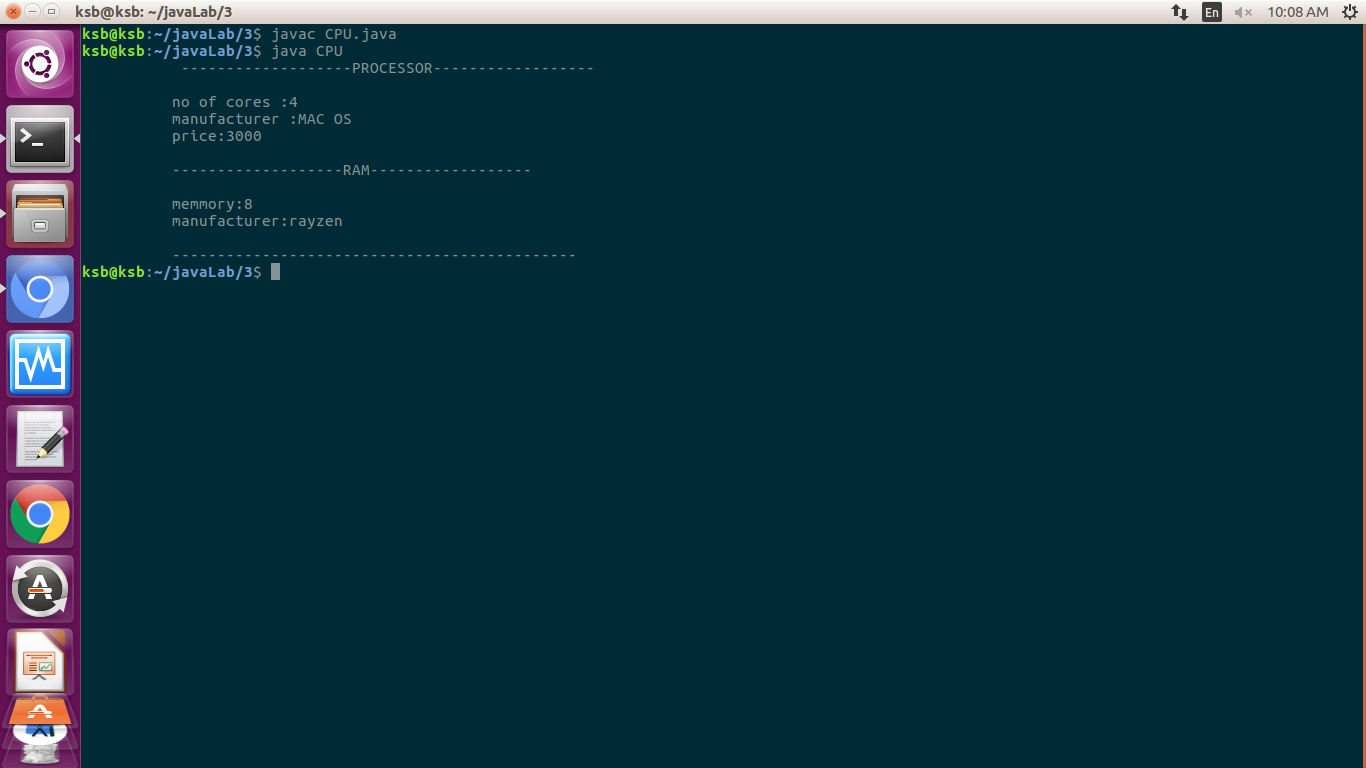 ksb@ksb: ~/javaLab/3
En
10:08 AM
ksb@ksb:~/javaLab/3$ javac CPU.java
ksb@ksb:~/javaLab/3$ java CPU
-------------------PROCESSOR------------------
no of cores :4
manufacturer :MAC OS
price:3000
-------------------RAM------------------
memmory:8
manufacturer:rayzen
---------------------------------------------
ksb@ksb:~/javaLab/3$